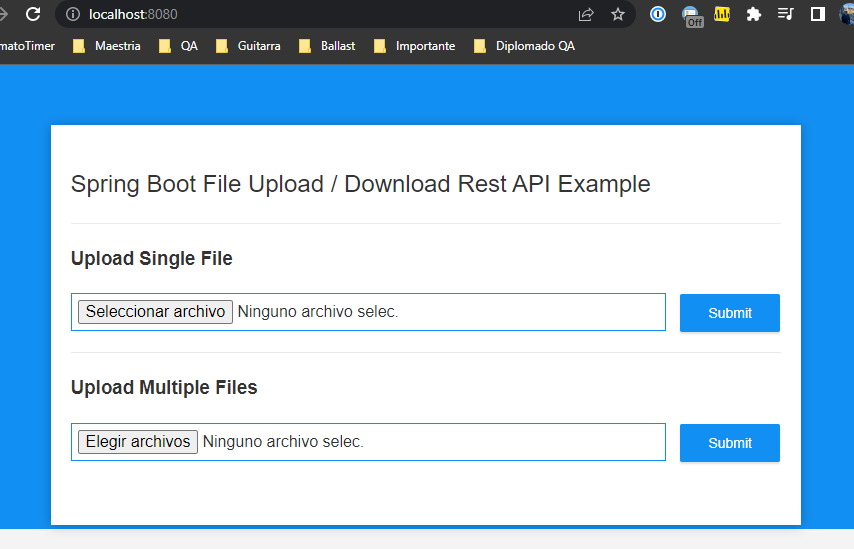 localhost:8080
Off
matoTimer Maestria QA Guitarra Ballast Importante Diplomado QA
Spring Boot File Upload / Download Rest API Example
Upload Single File
Seleccionar archivo Ninguno archivo selec. Submit
Upload Multiple Files
Elegir archivos Ninguno archivo selec. Submit